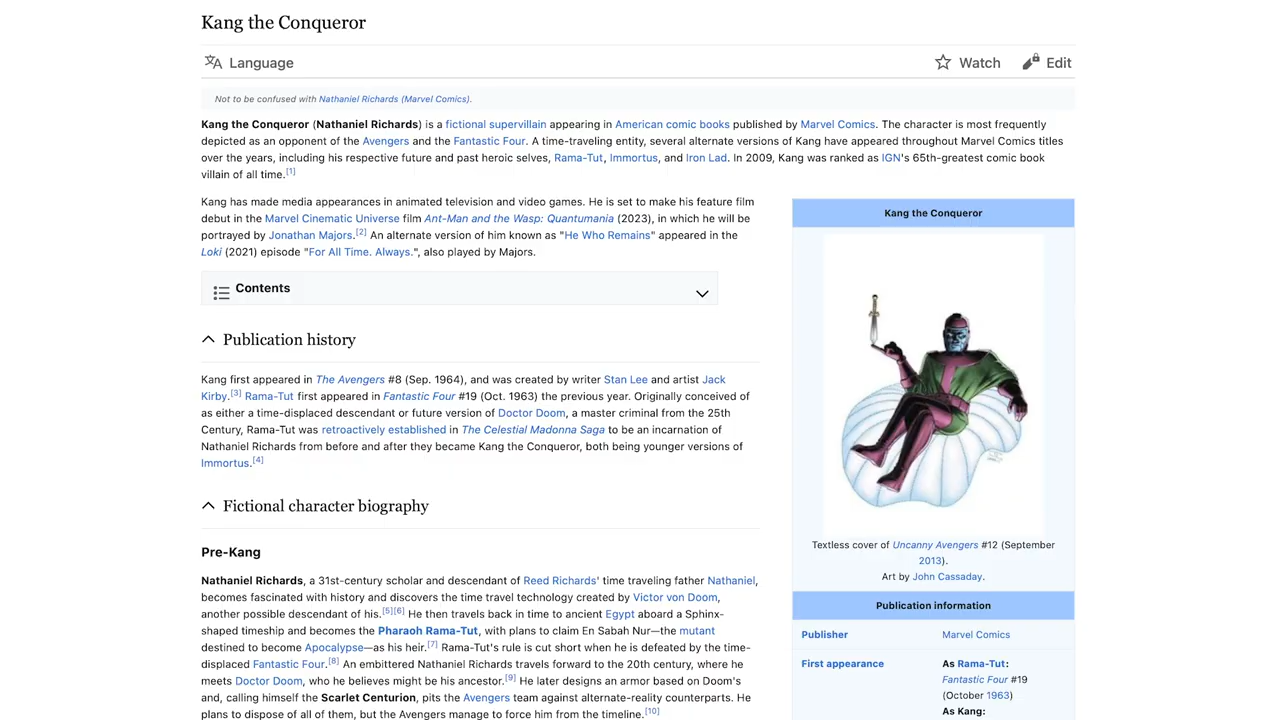 Kang the Conqueror
Language
Watch
Edit
Not to be confused with Nathaniel Richards (Marvel Comics).
Kang the Conqueror (Nathaniel Richards) is a fictional supervillain appearing in American comic books published by Marvel Comics. The character is most frequently
depicted as an opponent of the Avengers and the Fantastic Four. A time-traveling entity, several alternate versions of Kang have appeared throughout Marvel Comics titles
over the years, including his respective future and past heroic selves, Rama-Tut, Immortus, and Iron Lad. In 2009, Kang was ranked as IGN's 65th-greatest comic book
villain of all time.[1]
Kang has made media appearances in animated television and video games. He is set to make his feature film
debut in the Marvel Cinematic Universe film Ant-Man and the Wasp: Quantumania (2023), in which he will be
portrayed by Jonathan Majors.[2] An alternate version of him known as "He Who Remains" appeared in the
Loki (2021) episode "For All Time. Always.", also played by Majors.
Contents
Publication history
Kang first appeared in The Avengers #8 (Sep. 1964), and was created by writer Stan Lee and artist Jack
Kirby.[3] Rama-Tut first appeared in Fantastic Four #19 (Oct. 1963) the previous year. Originally conceived of
as either a time-displaced descendant or future version of Doctor Doom, a master criminal from the 25th
Century, Rama-Tut was retroactively established in The Celestial Madonna Saga to be an incarnation of
Nathaniel Richards from before and after they became Kang the Conqueror, both being younger versions of
Immortus.[4]
Fictional character biography
Pre-Kang
Nathaniel Richards, a 31st-century scholar and descendant of Reed Richards' time traveling father Nathaniel,
becomes fascinated with history and discovers the time travel technology created by Victor von Doom,
another possible descendant of his.[5][6] He then travels back in time to ancient Egypt aboard a Sphinx-
shaped timeship and becomes the Pharaoh Rama-Tut, with plans to claim En Sabah Nur—the mutant
destined to become Apocalypse—as his heir.[7] Rama-Tut's rule is cut short when he is defeated by the time-
displaced Fantastic Four.[8] An embittered Nathaniel Richards travels forward to the 20th century, where he
meets Doctor Doom, who he believes might be his ancestor.[9] He later designs an armor based on Doom's
and, calling himself the Scarlet Centurion, pits the Avengers team against alternate-reality counterparts. He
plans to dispose of all of them, but the Avengers manage to force him from the timeline.[10]
Kang the Conqueror
Textless cover of Uncanny Avengers #12 (September
2013).
Art by John Cassaday.
Publication information
Publisher
Marvel Comics
First appearance
As Rama-Tut:
Fantastic Four #19
(October 1963)
As Kang: